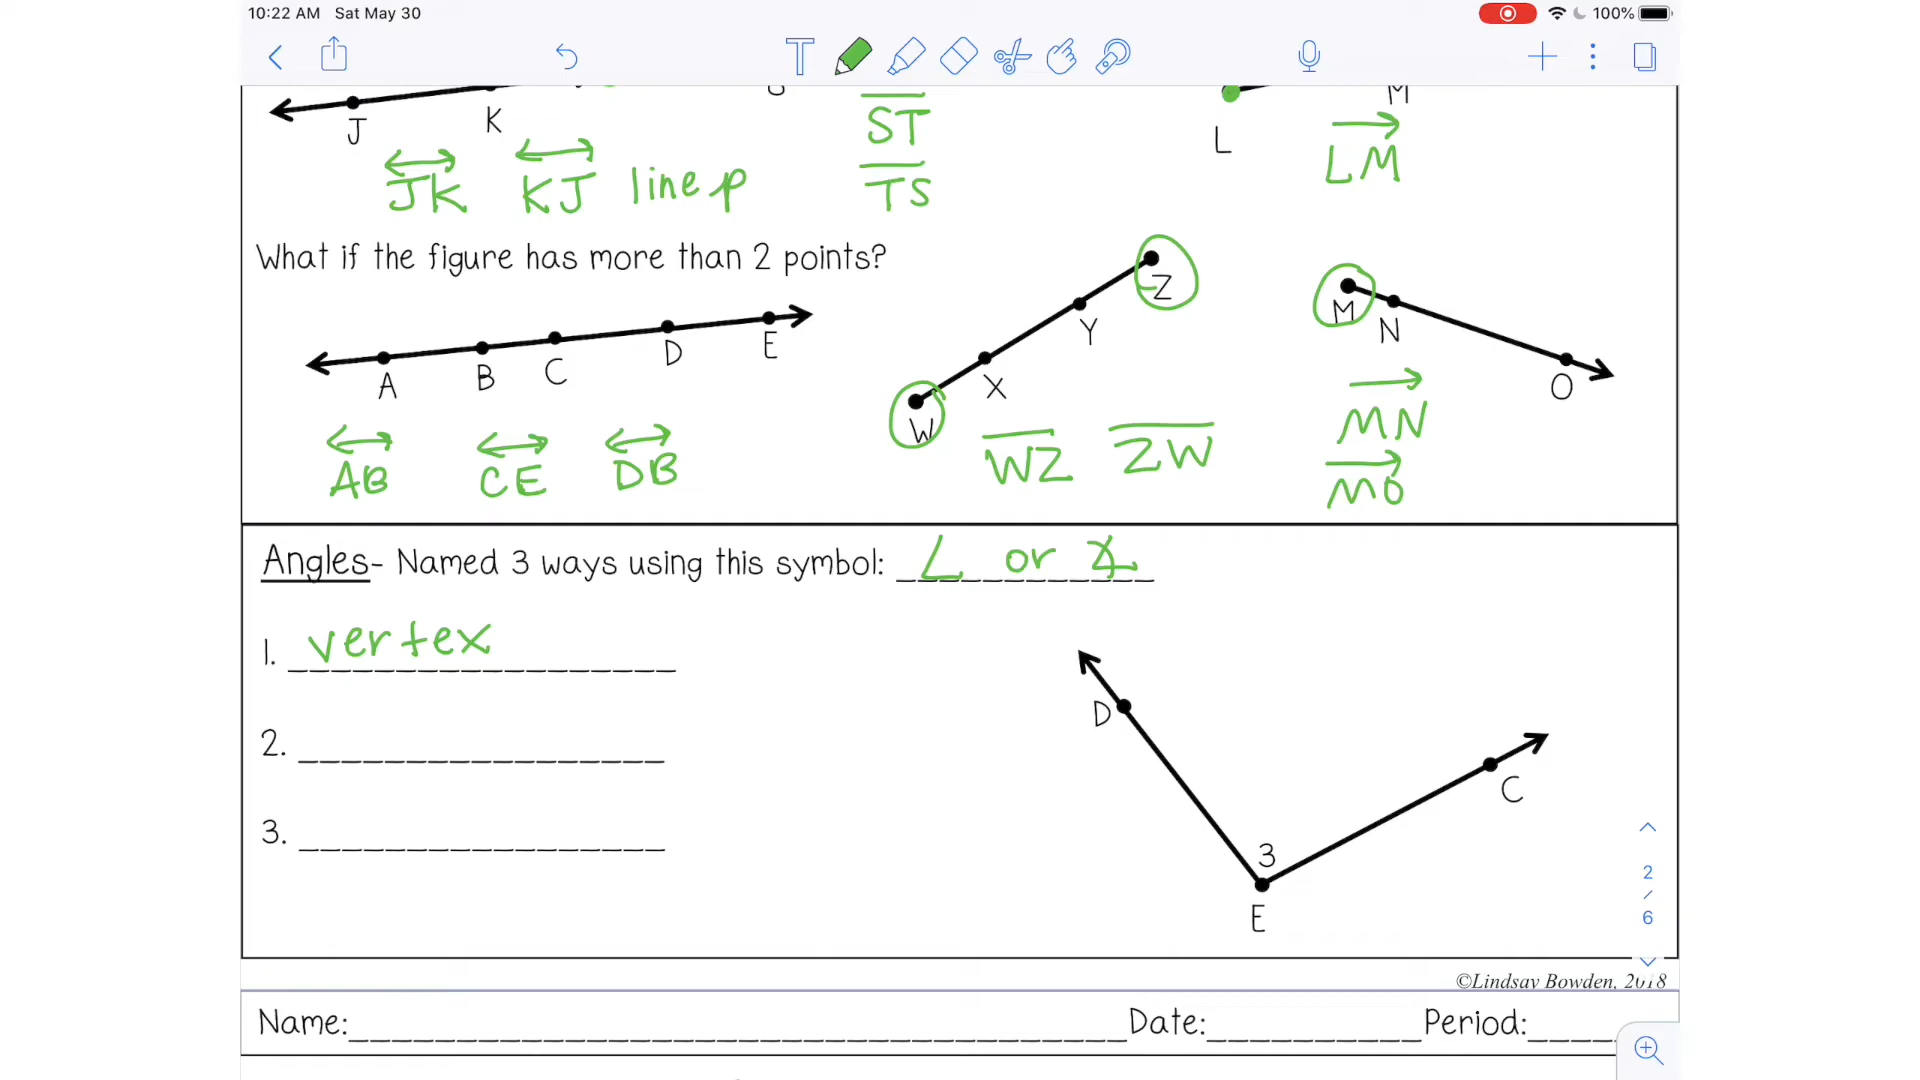 10:22 AM Sat May 30
100%
J
K
JK KJ line p
ST
TS
L
M
LM
What if the figure has more than 2 points?
A B C D E
AB CE DB
W X Y Z
WZ ZW
M N O
MN
MO
Angles- Named 3 ways using this symbol: ∠ or ∡
1. vertex
2.
3.
D
C
3
E
2
/
6
©Lindsay Bowden, 2018
Name: Date: Period: